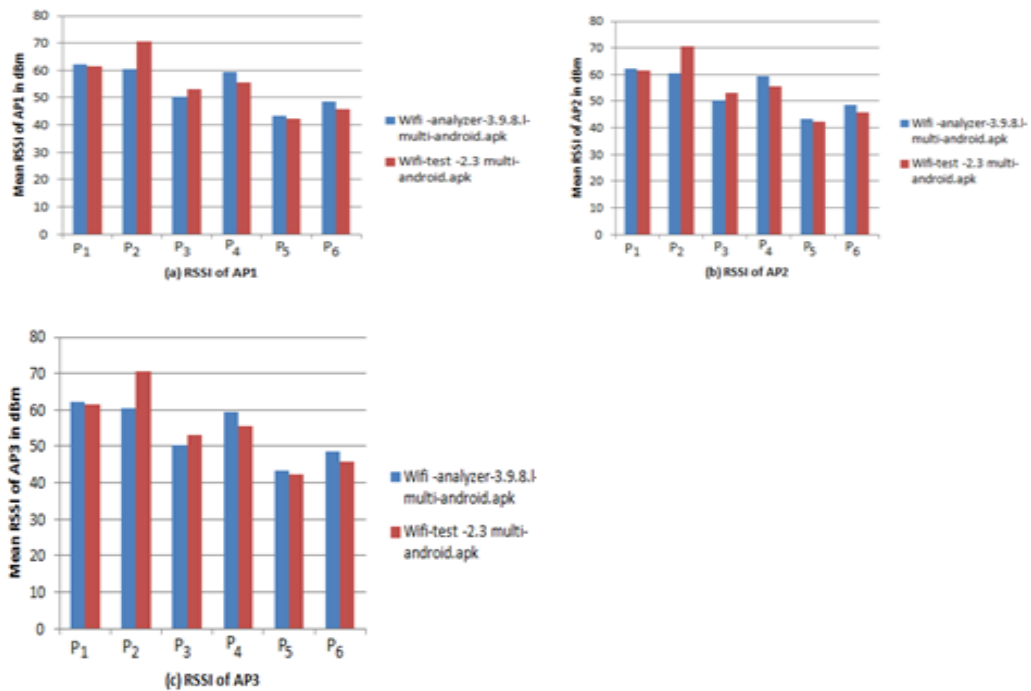 Mean RSSI of AP1 in dBm
80
70
60
50
40
30
20
10
0
P1 P2 P3 P4 P5 P6
(a) RSSI of AP1
Wifi -analyzer-3.9.8.l-
multi-android.apk
Wifi-test -2.3 multi-
android.apk
Mean RSSI of AP2 in dBm
80
70
60
50
40
30
20
10
0
P1 P2 P3 P4 P5 P6
(b) RSSI of AP2
Wifi -analyzer-3.9.8.l-
multi-android.apk
Wifi-test -2.3 multi-
android.apk
Mean RSSI of AP3 in dBm
80
70
60
50
40
30
20
10
0
P1 P2 P3 P4 P5 P6
(c) RSSI of AP3
Wifi -analyzer-3.9.8.l-
multi-android.apk
Wifi-test -2.3 multi-
android.apk